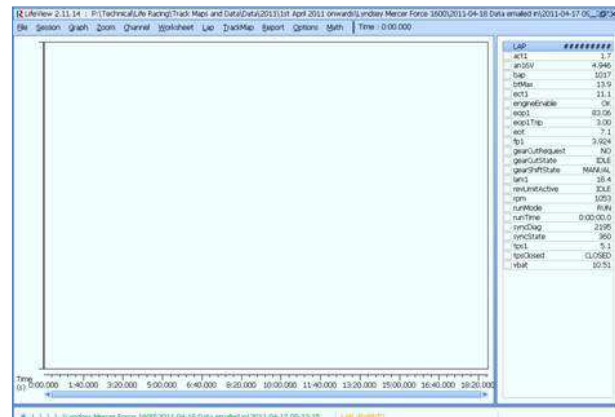 LifeView 2.11.14 : P:\Technical\Life Racing\Track Maps and Data\Data\2011\1st April 2011 onwards\Lyndsey Mercer Force 1600\2011-04-18 Data emailed in\2011-04-17 09
File Session Graph Zoom Channel Worksheet Lap TrackMap Report Options Math Time : 0:00.000
LAP #########
act1 1.7
an16V 4.946
bap 1017
btMax 13.9
ect1 11.1
engineEnable OK
eop1 83.06
eop1Trip 3.00
eot 7.1
fp1 3.924
gearCutRequest NO
gearCutState IDLE
gearShiftState MANUAL
lam1 18.4
revLimitActive IDLE
rpm 1053
runMode RUN
runTime 0:00:00.0
syncDiag 2195
syncState 360
tps1 5.1
tpsClosed CLOSED
vbat 10.51
Time
(s) 0:00.000 1:40.000 3:20.000 5:00.000 6:40.000 8:20.000 10:00.000 11:40.000 13:20.000 15:00.000 16:40.000 18:20.000